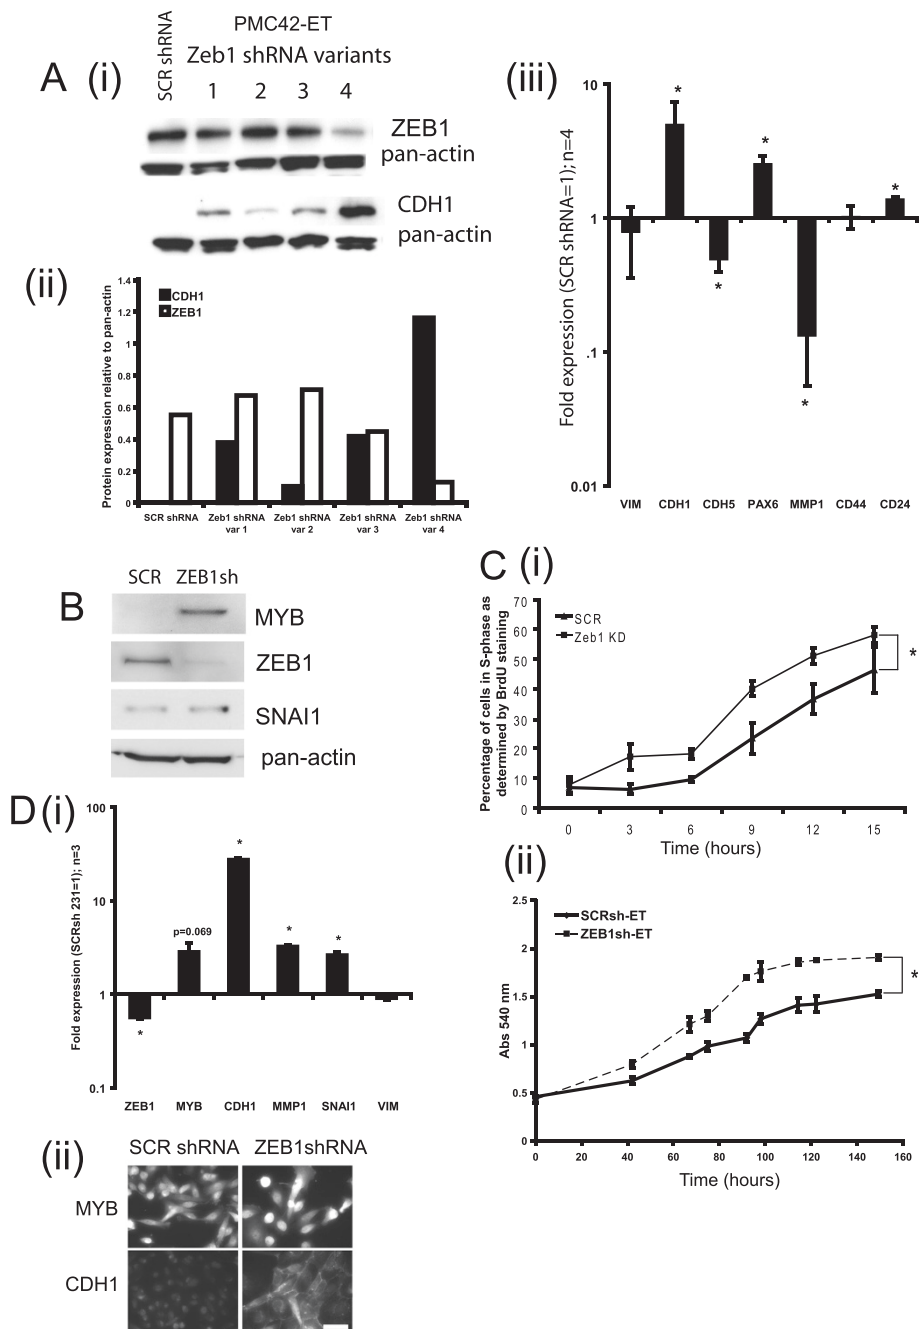 PMC42-ET
SCR shRNA
Zeb1 shRNA variants
A (i)
1 2 3 4
ZEB1
pan-actin
CDH1
pan-actin
(ii)
Protein expression relative to pan-actin
1.4
1.2
1
0.8
0.6
0.4
0.2
0
CDH1
ZEB1
SCR shRNA
Zeb1 shRNA var 1
Zeb1 shRNA var 2
Zeb1 shRNA var 3
Zeb1 shRNA var 4
(iii)
Fold expression (SCR shRNA=1); n=4
10
1
.1
0.01
* * * * *
VIM CDH1 CDH5 PAX6 MMP1 CD44 CD24
B
SCR ZEB1sh
MYB
ZEB1
SNAI1
pan-actin
C (i)
Percentage of cells in S-phase as
determined by BrdU staining
70
60
50
40
30
20
10
0
SCR
Zeb1 KD
*
0 3 6 9 12 15
Time (hours)
(ii)
Abs 540 nm
2.5
2
1.5
1
0.5
0
SCRsh-ET
ZEB1sh-ET
*
0 20 40 60 80 100 120 140 160
Time (hours)
D (i)
Fold expression (SCRsh 231=1); n=3
100
10
1
0.1
* p=0.069 * * *
ZEB1 MYB CDH1 MMP1 SNAI1 VIM
(ii)
SCR shRNA ZEB1shRNA
MYB
CDH1